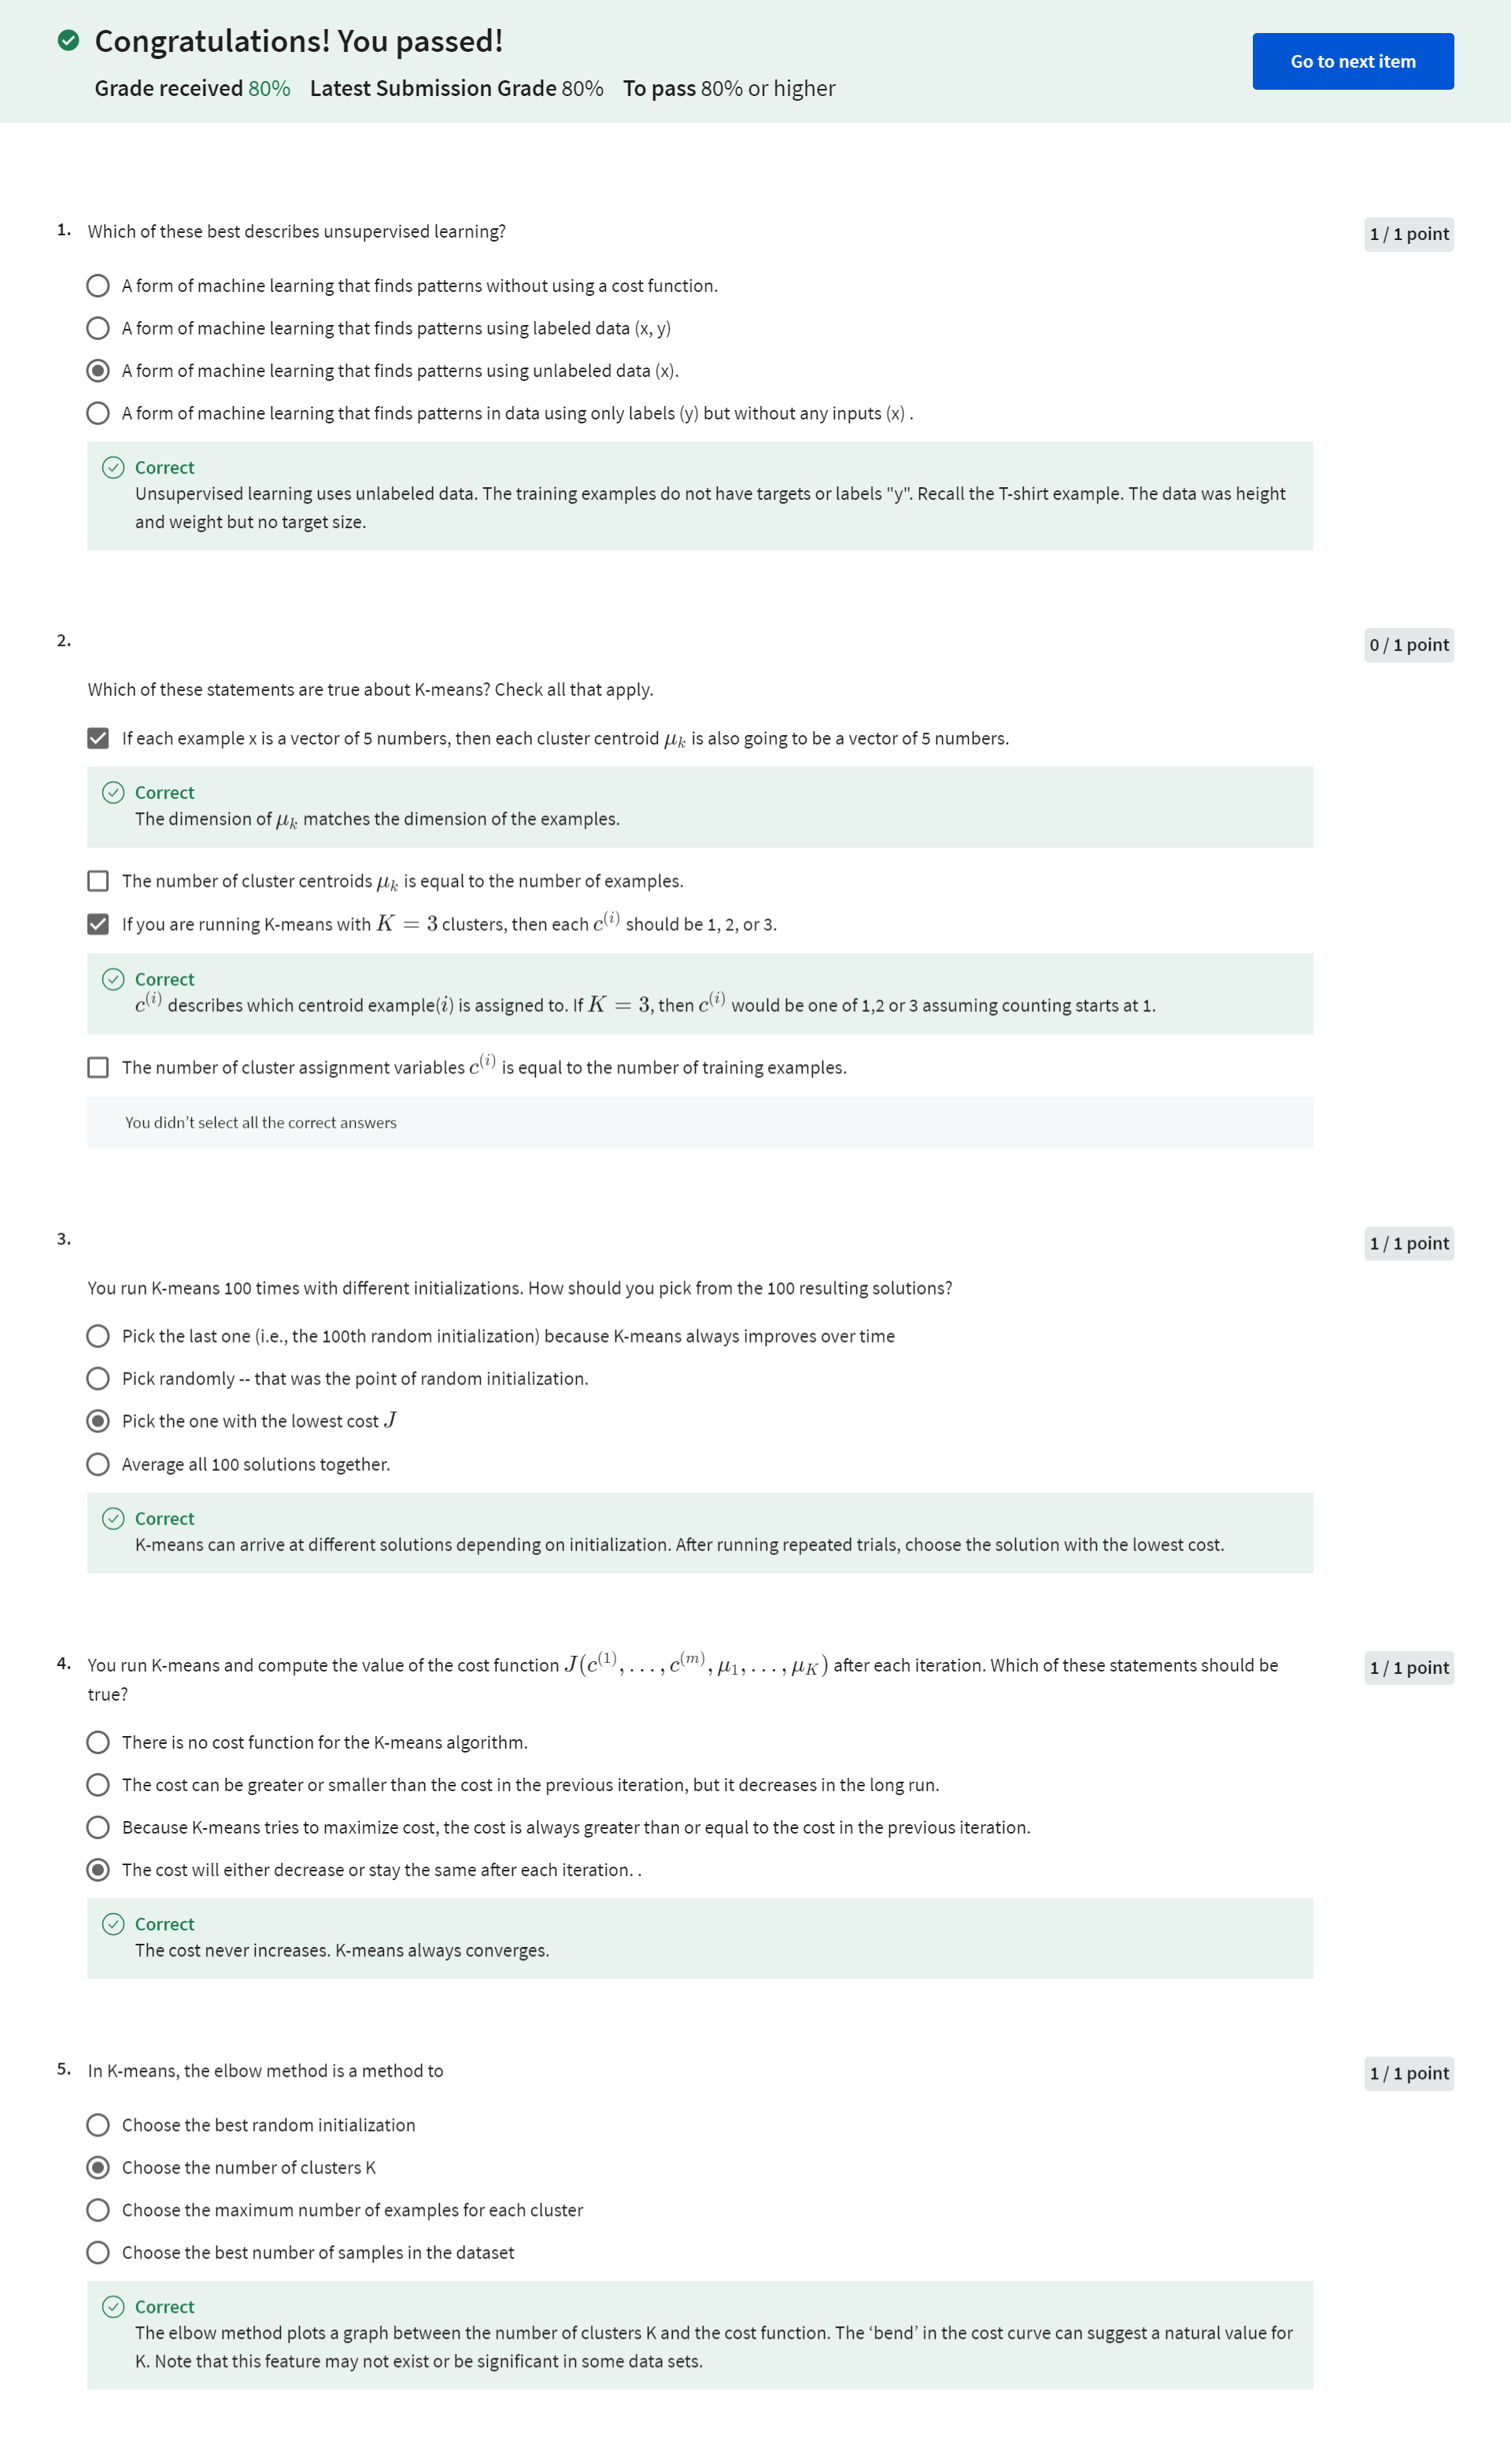 Congratulations! You passed!
Grade received 80% Latest Submission Grade 80% To pass 80% or higher
Go to next item
1. Which of these best describes unsupervised learning?
1 / 1 point
A form of machine learning that finds patterns without using a cost function.
A form of machine learning that finds patterns using labeled data (x, y)
A form of machine learning that finds patterns using unlabeled data (x).
A form of machine learning that finds patterns in data using only labels (y) but without any inputs (x) .
Correct
Unsupervised learning uses unlabeled data. The training examples do not have targets or labels "y". Recall the T-shirt example. The data was height
and weight but no target size.
2.
0 / 1 point
Which of these statements are true about K-means? Check all that apply.
If each example x is a vector of 5 numbers, then each cluster centroid μ_k is also going to be a vector of 5 numbers.
Correct
The dimension of μ_k matches the dimension of the examples.
The number of cluster centroids μ_k is equal to the number of examples.
If you are running K-means with K = 3 clusters, then each c^(i) should be 1, 2, or 3.
Correct
c^(i) describes which centroid example(i) is assigned to. If K = 3, then c^(i) would be one of 1,2 or 3 assuming counting starts at 1.
The number of cluster assignment variables c^(i) is equal to the number of training examples.
You didn’t select all the correct answers
3.
1 / 1 point
You run K-means 100 times with different initializations. How should you pick from the 100 resulting solutions?
Pick the last one (i.e., the 100th random initialization) because K-means always improves over time
Pick randomly -- that was the point of random initialization.
Pick the one with the lowest cost J
Average all 100 solutions together.
Correct
K-means can arrive at different solutions depending on initialization. After running repeated trials, choose the solution with the lowest cost.
4. You run K-means and compute the value of the cost function J(c^(1), . . . , c^(m), μ_1, . . . , μ_K) after each iteration. Which of these statements should be
true?
1 / 1 point
There is no cost function for the K-means algorithm.
The cost can be greater or smaller than the cost in the previous iteration, but it decreases in the long run.
Because K-means tries to maximize cost, the cost is always greater than or equal to the cost in the previous iteration.
The cost will either decrease or stay the same after each iteration. .
Correct
The cost never increases. K-means always converges.
5. In K-means, the elbow method is a method to
1 / 1 point
Choose the best random initialization
Choose the number of clusters K
Choose the maximum number of examples for each cluster
Choose the best number of samples in the dataset
Correct
The elbow method plots a graph between the number of clusters K and the cost function. The ‘bend’ in the cost curve can suggest a natural value for
K. Note that this feature may not exist or be significant in some data sets.